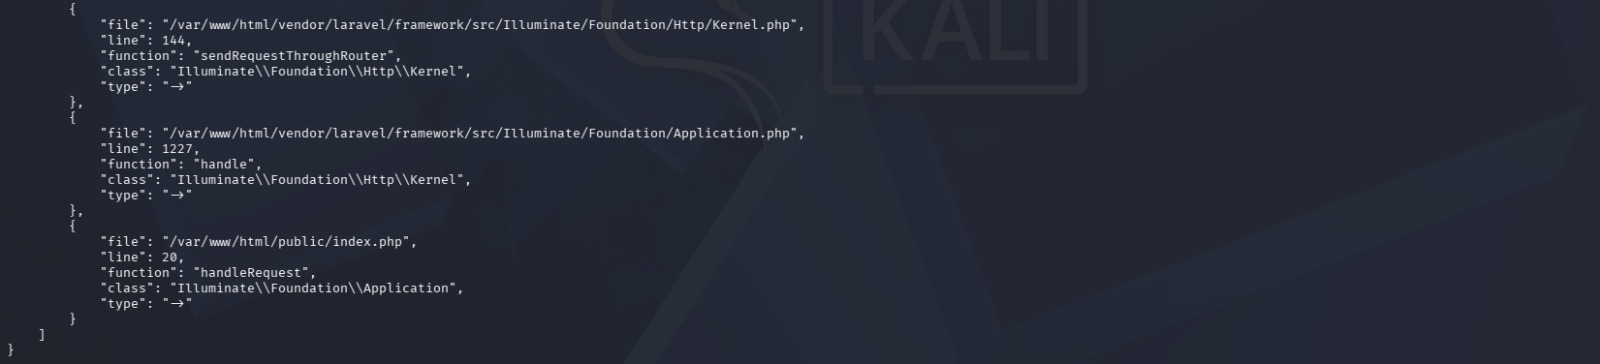 {
"file": "/var/www/html/vendor/laravel/framework/src/Illuminate/Foundation/Http/Kernel.php",
"line": 144,
"function": "sendRequestThroughRouter",
"class": "Illuminate\\Foundation\\Http\\Kernel",
"type": "->"
},
{
"file": "/var/www/html/vendor/laravel/framework/src/Illuminate/Foundation/Application.php",
"line": 1227,
"function": "handle",
"class": "Illuminate\\Foundation\\Http\\Kernel",
"type": "->"
},
{
"file": "/var/www/html/public/index.php",
"line": 20,
"function": "handleRequest",
"class": "Illuminate\\Foundation\\Application",
"type": "->"
}
]
}
KALI